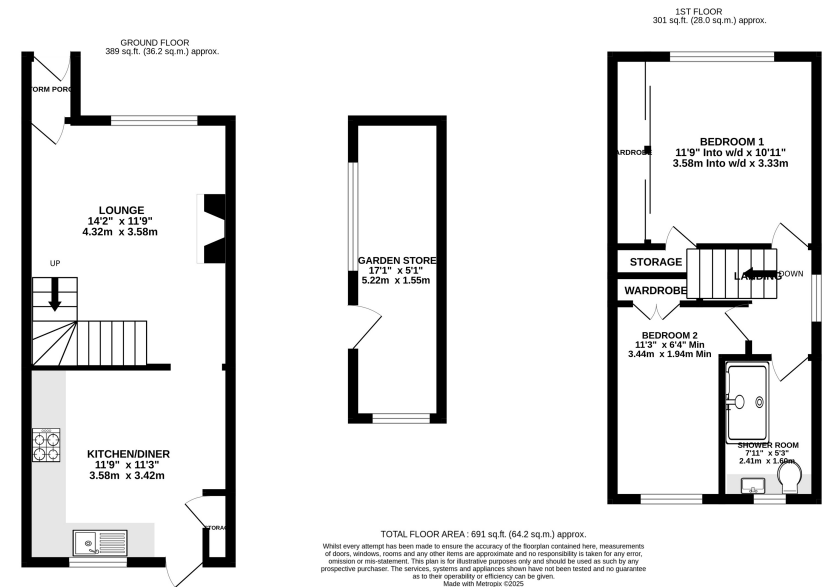 GROUND FLOOR
389 sq.ft. (36.2 sq.m.) approx.
1ST FLOOR
301 sq.ft. (28.0 sq.m.) approx.
TORM PORC
LOUNGE
14'2" x 11'9"
4.32m x 3.58m
UP
KITCHEN/DINER
11'9" x 11'3"
3.58m x 3.42m
STORAG
GARDEN STORE
17'1" x 5'1"
5.22m x 1.55m
BEDROOM 1
11'9" Into w/d x 10'11"
3.58m Into w/d x 3.33m
ARDROBE
STORAGE
LANDING
DOWN
WARDROBE
BEDROOM 2
11'3" x 6'4" Min
3.44m x 1.94m Min
SHOWER ROOM
7'11" x 5'3"
2.41m x 1.60m
TOTAL FLOOR AREA : 691 sq.ft. (64.2 sq.m.) approx.
Whilst every attempt has been made to ensure the accuracy of the floorplan contained here, measurements
of doors, windows, rooms and any other items are approximate and no responsibility is taken for any error,
omission or mis-statement. This plan is for illustrative purposes only and should be used as such by any
prospective purchaser. The services, systems and appliances shown have not been tested and no guarantee
as to their operability or efficiency can be given.
Made with Metropix ©2025